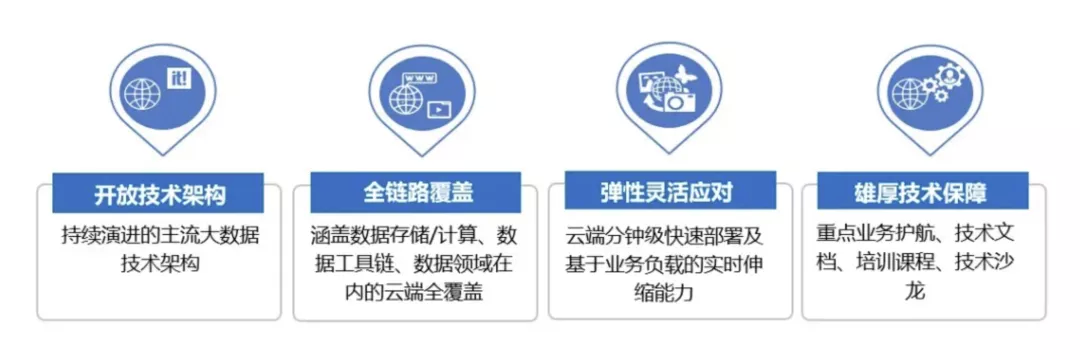 it!
www
开放技术架构
持续演进的主流大数据
技术架构
全链路覆盖
涵盖数据存储/计算、数
据工具链、数据领域在
内的云端全覆盖
弹性灵活应对
云端分钟级快速部署及
基于业务负载的实时伸
缩能力
雄厚技术保障
重点业务护航、技术文
档、培训课程、技术沙
龙